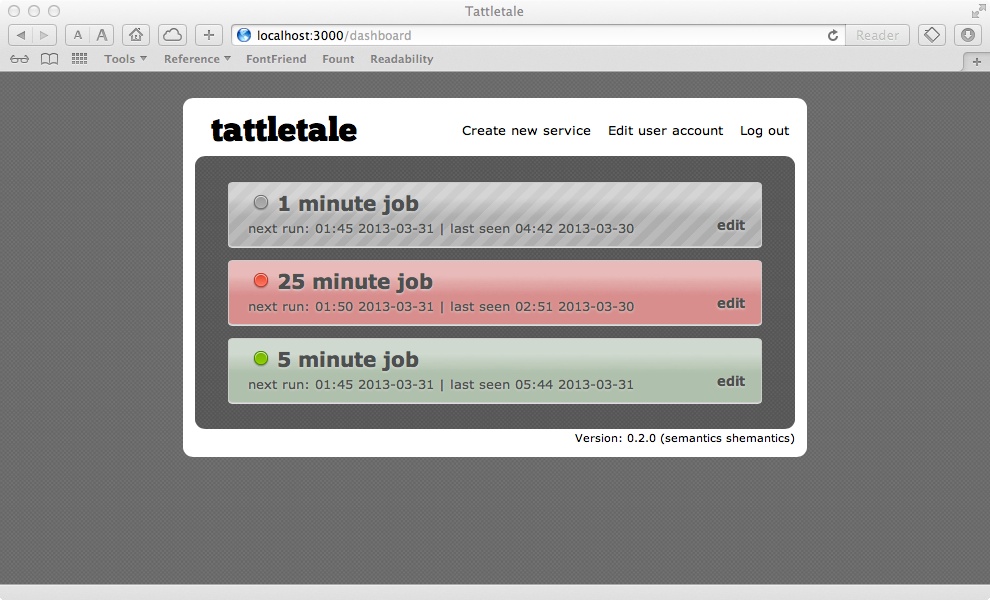 Tattletale
A A
localhost:3000/dashboard
Reader
Tools Reference FontFriend Fount Readability
tattletale
Create new service Edit user account Log out
1 minute job
next run: 01:45 2013-03-31 | last seen 04:42 2013-03-30
edit
25 minute job
next run: 01:50 2013-03-31 | last seen 02:51 2013-03-30
edit
5 minute job
next run: 01:45 2013-03-31 | last seen 05:44 2013-03-31
edit
Version: 0.2.0 (semantics shemantics)